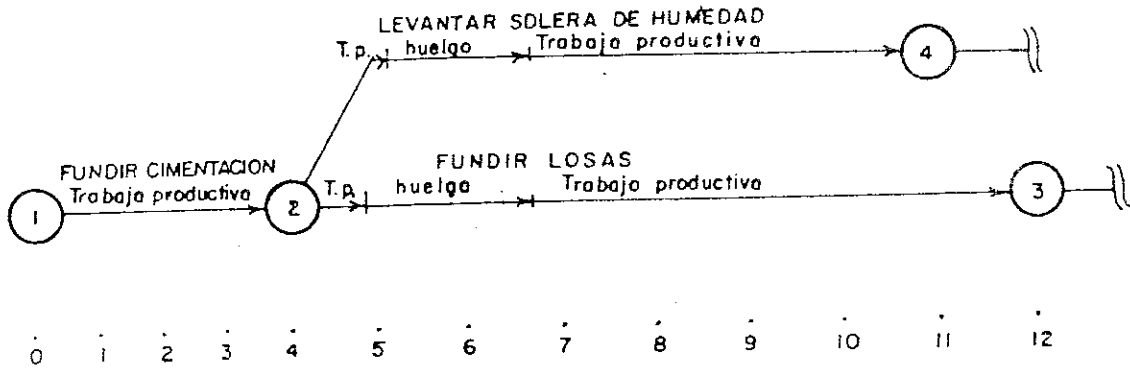 LEVANTAR SOLERA DE HUMEDAD
T.p. huelgo Trabajo productivo
4
FUNDIR CIMENTACION
Trabajo productivo
FUNDIR LOSAS
T.p. huelgo Trabajo productivo
1
2
3
0 1 2 3 4 5 6 7 8 9 10 11 12